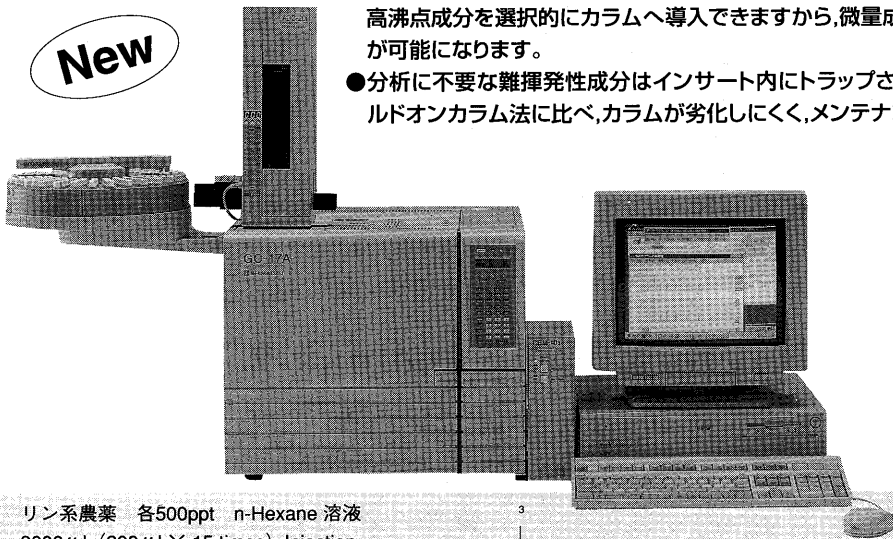 New
高沸点成分を選択的にカラムへ導入できますから,微量成
が可能になります。
●分析に不要な難揮発性成分はインサート内にトラップさ
ルドオンカラム法に比べ,カラムが劣化しにくく,メンテナ
GC-17A
リン系農薬 各500ppt n-Hexane 溶液
3